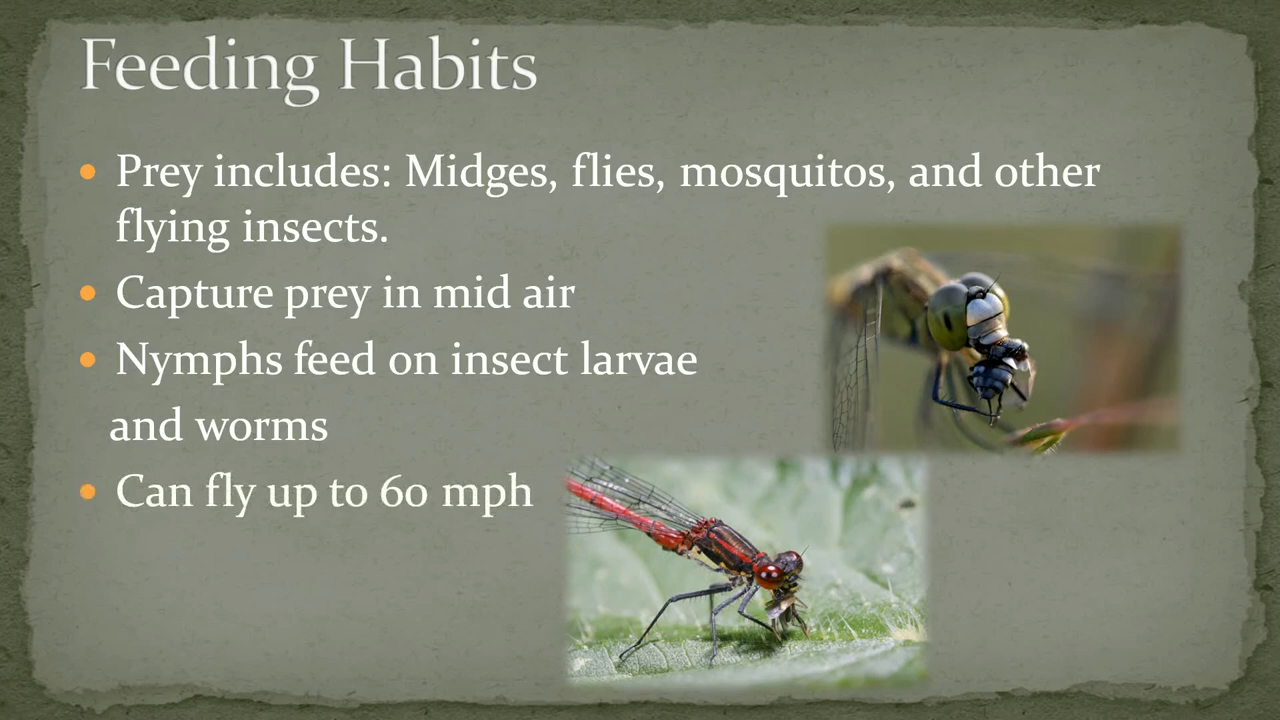 Feeding Habits
• Prey includes: Midges, flies, mosquitos, and other
flying insects.
• Capture prey in mid air
• Nymphs feed on insect larvae
and worms
• Can fly up to 60 mph